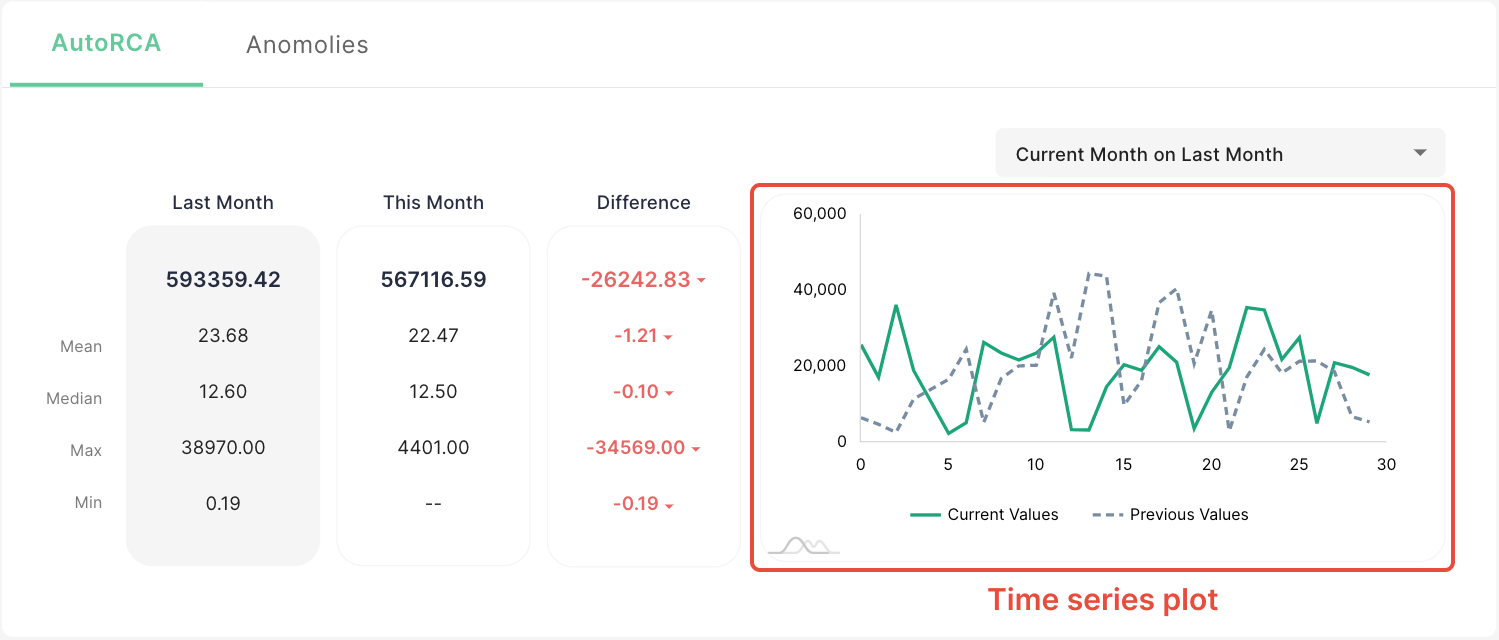 AutoRCA
Anomolies
Current Month on Last Month
Last Month This Month Difference
593359.42 567116.59 -26242.83
Mean 23.68 22.47 -1.21
Median 12.60 12.50 -0.10
Max 38970.00 4401.00 -34569.00
Min 0.19 -- -0.19
60,000
40,000
20,000
0
0 5 10 15 20 25 30
Current Values Previous Values
Time series plot